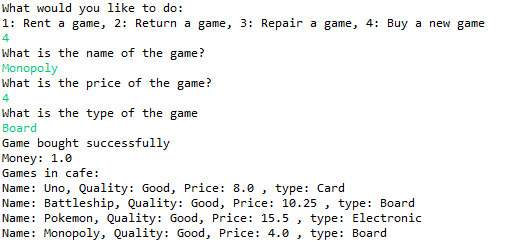 What would you like to do:
1: Rent a game, 2: Return a game, 3: Repair a game, 4: Buy a new game
4
What is the name of the game?
Monopoly
What is the price of the game?
4
What is the type of the game
Board
Game bought successfully
Money: 1.0
Games in cafe:
Name: Uno, Quality: Good, Price: 8.0 , type: Card
Name: Battleship, Quality: Good, Price: 10.25 , type: Board
Name: Pokemon, Quality: Good, Price: 15.5 , type: Electronic
Name: Monopoly, Quality: Good, Price: 4.0 , type: Board